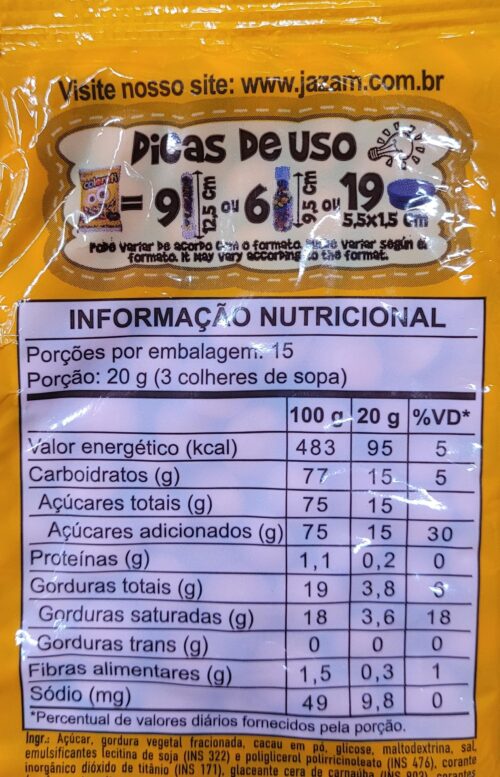 Visite nosso site: www.jazam.com.br
Dicas de uso
= 9 12,5 cm ou 6 9,5 cm ou 19 5,5x1,5 cm
Pode variar de acordo com o formato. Puede variar según el
formato. It may vary according to the format.
INFORMAÇÃO NUTRICIONAL
Porções por embalagem: 15
Porção: 20 g (3 colheres de sopa)
100 g 20 g %VD*
Valor energético (kcal) 483 95 5
Carboidratos (g) 77 15 5
Açúcares totais (g) 75 15
Açúcares adicionados (g) 75 15 30
Proteínas (g) 1,1 0,2 0
Gorduras totais (g) 19 3,8 6
Gorduras saturadas (g) 18 3,6 18
Gorduras trans (g) 0 0 0
Fibras alimentares (g) 1,5 0,3 1
Sódio (mg) 49 9,8 0
*Percentual de valores diários fornecidos pela porção.
Ingr.: Açúcar, gordura vegetal fracionada, cacau em pó, glicose, maltodextrina, sal,
emulsificantes lecitina de soja (INS 322) e poliglicerol polirricinoleato (INS 476), corante
inorgânico dióxido de titânio (INS 171), glaceante cera de carnaúba (INS 903), corantes